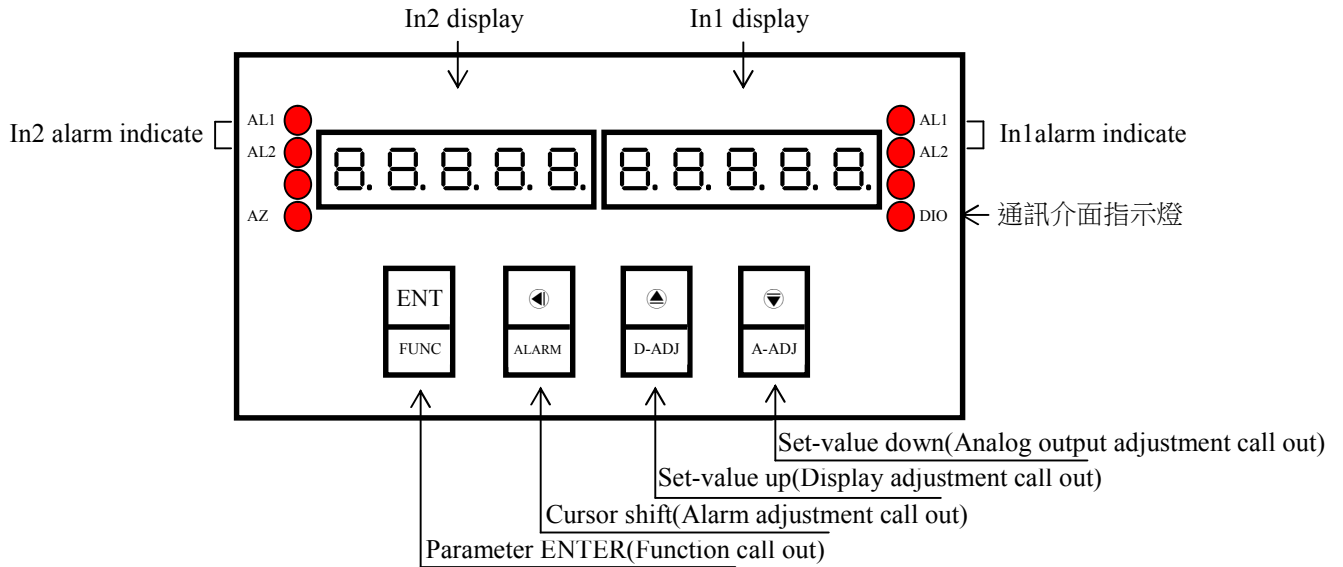 In2 display
In1 display
AL1
AL2
AZ
In2 alarm indicate
8.8.8.8.8.
8.8.8.8.8.
AL1
AL2
DIO
In1alarm indicate
通訊介面指示燈
ENT
FUNC
ALARM
D-ADJ
A-ADJ
Set-value down(Analog output adjustment call out)
Set-value up(Display adjustment call out)
Cursor shift(Alarm adjustment call out)
Parameter ENTER(Function call out)